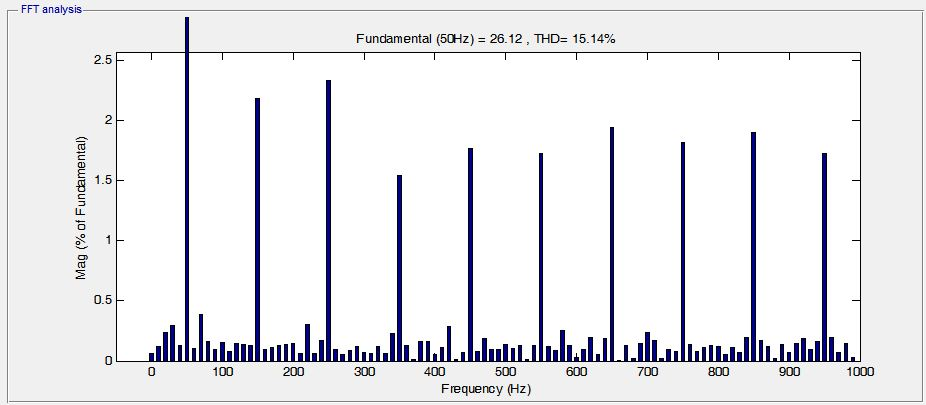 FFT analysis
Fundamental (50Hz) = 26.12 , THD= 15.14%
2.5
2
1.5
1
0.5
0
Mag (% of Fundamental)
0 100 200 300 400 500 600 700 800 900 1000
Frequency (Hz)